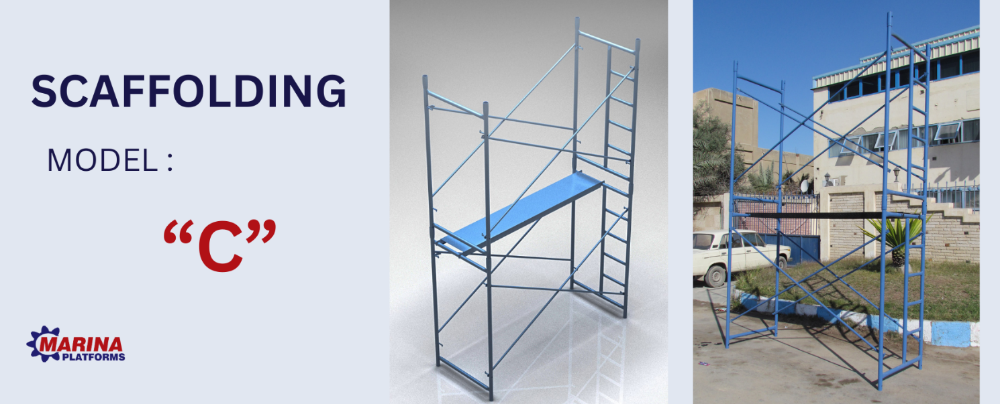 SCAFFOLDING
MODEL :
“C”
MARINA
PLATFORMS